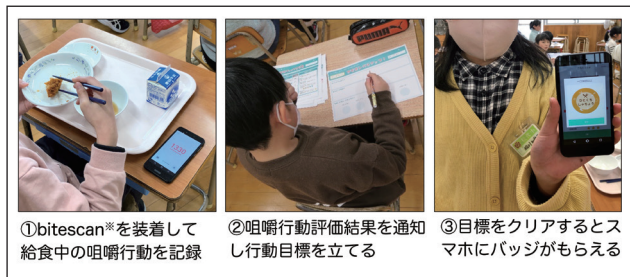 PUMA
①bitescan※を装着して
給食中の咀嚼行動を記録
②咀嚼行動評価結果を通知
し行動目標を立てる
③目標をクリアするとス
マホにバッジがもらえる